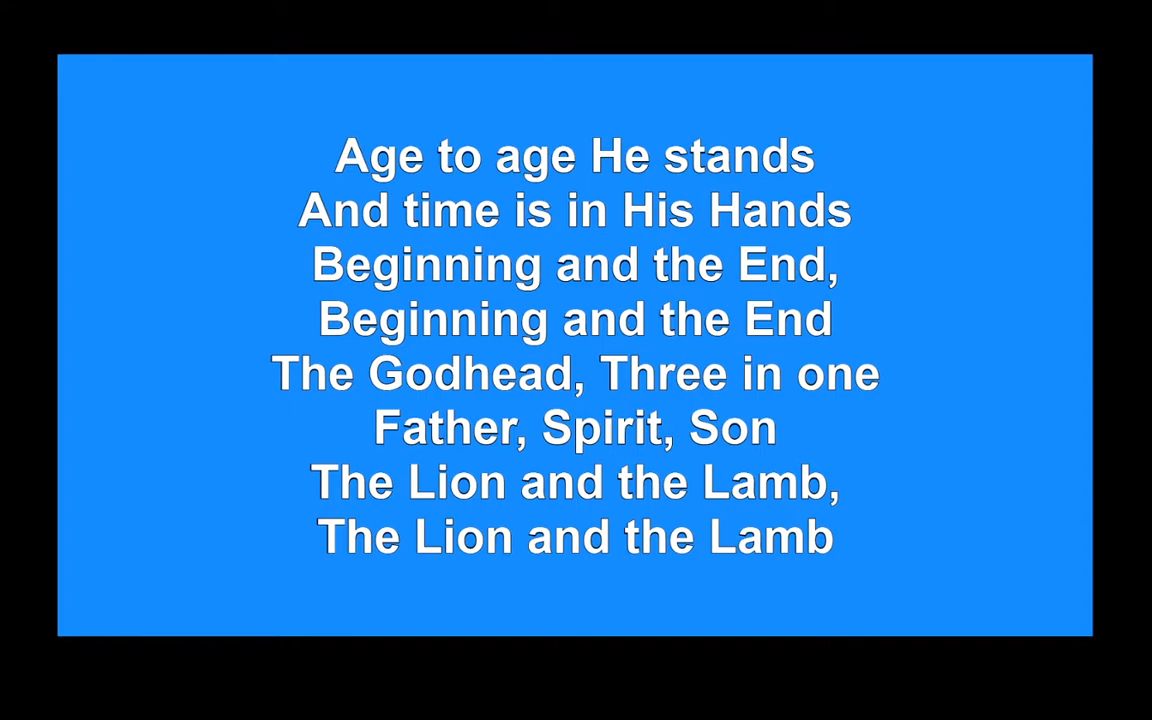 Age to age He stands
And time is in His Hands
Beginning and the End,
Beginning and the End
The Godhead, Three in one
Father, Spirit, Son
The Lion and the Lamb,
The Lion and the Lamb